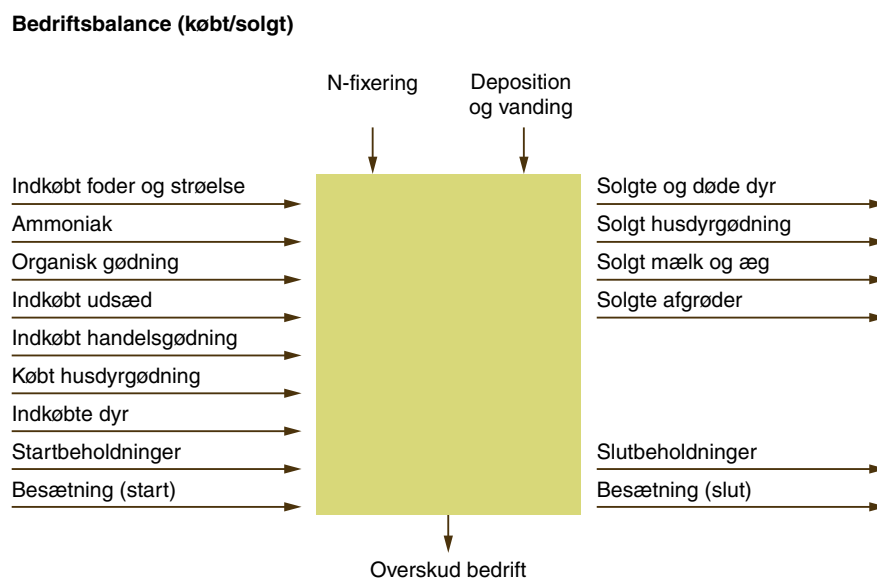 Bedriftsbalance (købt/solgt)
N-fixering
Deposition
og vanding
Indkøbt foder og strøelse
Ammoniak
Organisk gødning
Indkøbt udsæd
Indkøbt handelsgødning
Købt husdyrgødning
Indkøbte dyr
Startbeholdninger
Besætning (start)
Solgte og døde dyr
Solgt husdyrgødning
Solgt mælk og æg
Solgte afgrøder
Slutbeholdninger
Besætning (slut)
Overskud bedrift